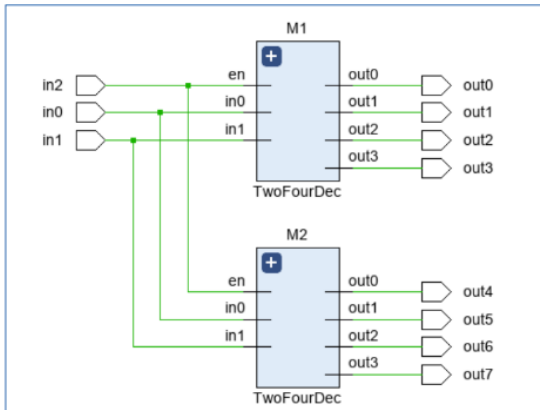 M1
in2
in0
in1
en
in0
in1
out0
out1
out2
out3
out0
out1
out2
out3
TwoFourDec
M2
en
in0
in1
out0
out1
out2
out3
out4
out5
out6
out7
TwoFourDec